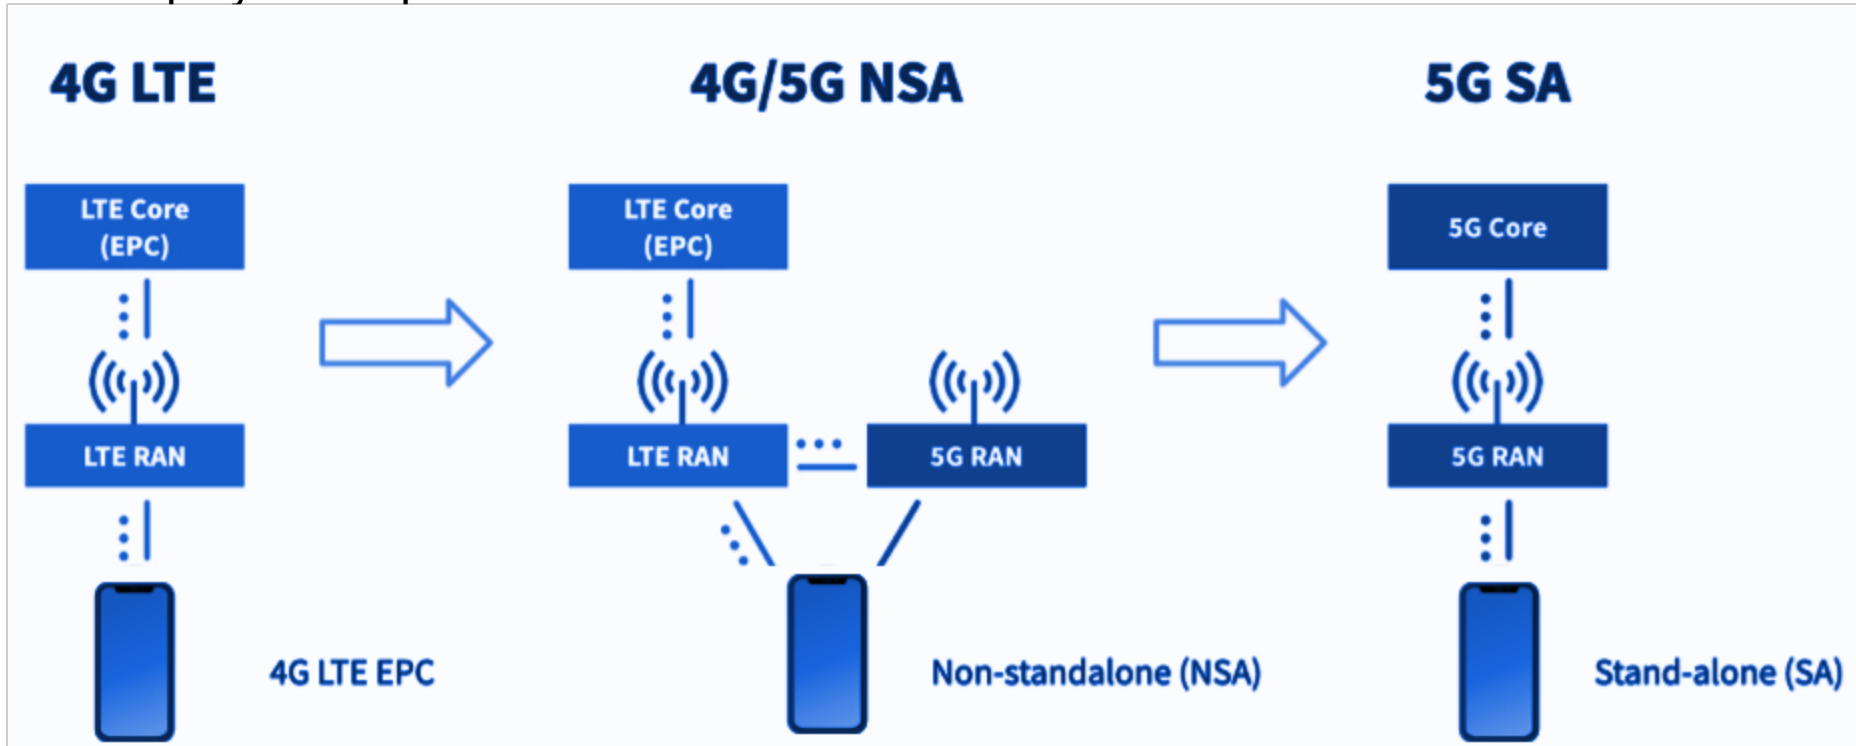 4G LTE
4G/5G NSA
5G SA
LTE Core
(EPC)
LTE Core
(EPC)
5G Core
LTE RAN
LTE RAN
5G RAN
5G RAN
4G LTE EPC
Non-standalone (NSA)
Stand-alone (SA)